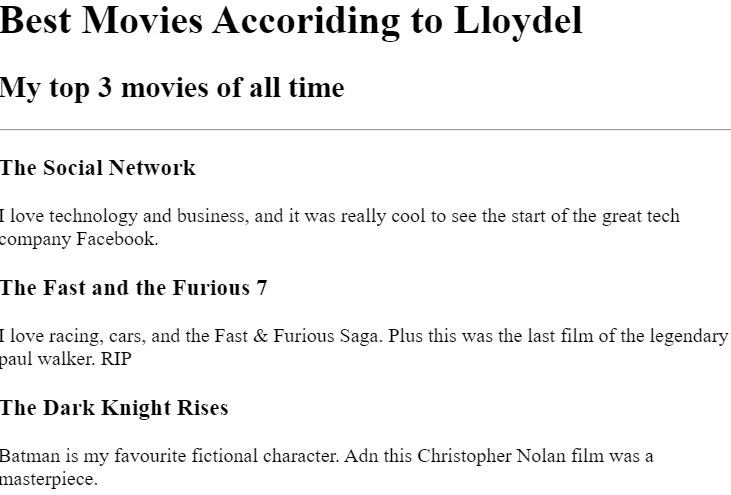 Best Movies Accoriding to Lloydel
My top 3 movies of all time
The Social Network
I love technology and business, and it was really cool to see the start of the great tech
company Facebook.
The Fast and the Furious 7
I love racing, cars, and the Fast & Furious Saga. Plus this was the last film of the legendary
paul walker. RIP
The Dark Knight Rises
Batman is my favourite fictional character. Adn this Christopher Nolan film was a
masterpiece.